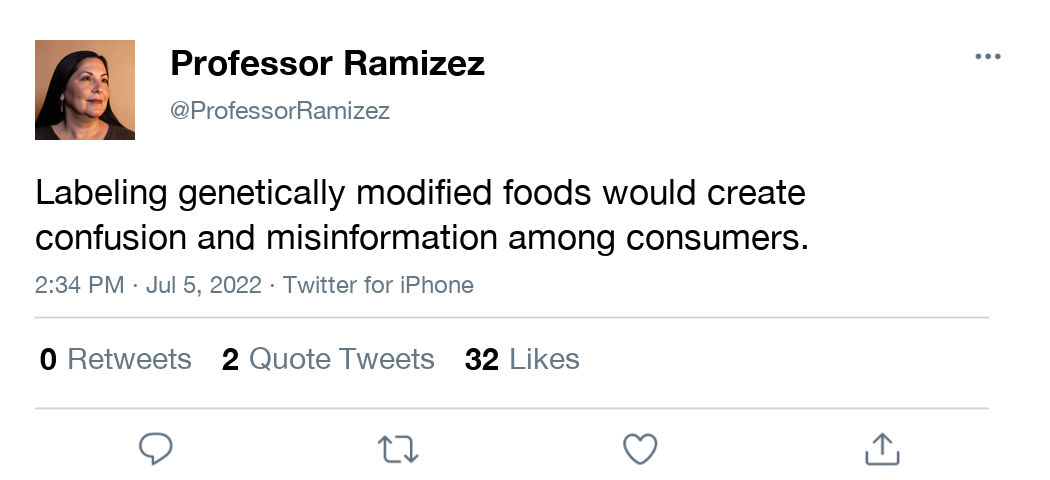 Professor Ramizez
@ProfessorRamizez
Labeling genetically modified foods would create
confusion and misinformation among consumers.
2:34 PM · Jul 5, 2022 · Twitter for iPhone
0 Retweets 2 Quote Tweets 32 Likes